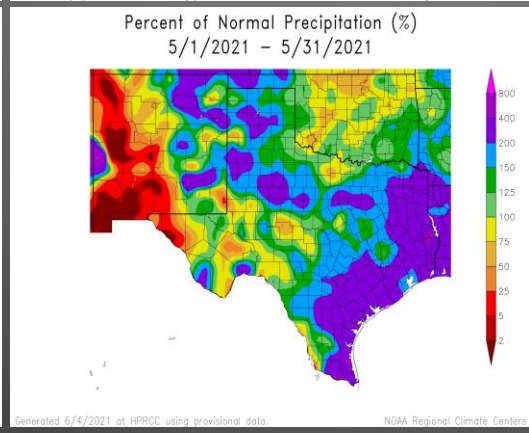 Percent of Normal Precipitation (%)
5/1/2021 – 5/31/2021
800
400
200
150
125
100
75
50
25
5
2
Generated 6/4/2021 at HPRCC using provisional data.
NOAA Regional Climate Centers